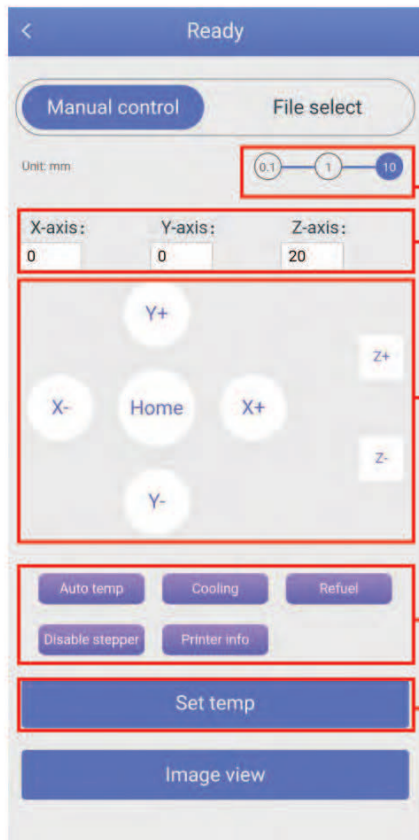 Ready
Manual control File select
Unit: mm 0.1 1 10
X-axis: Y-axis: Z-axis:
0 0 20
Y+
Z+
X- Home X+
Z-
Y-
Auto temp Cooling Refuel
Disable stepper Printer info
Set temp
Image view